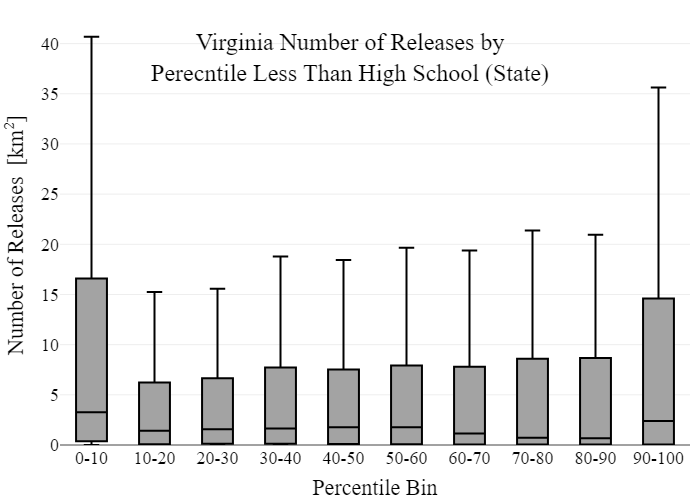 Virginia Number of Releases by
Perecntile Less Than High School (State)
Number of Releases [km²]
40
35
30
25
20
15
10
5
0
0-10 10-20 20-30 30-40 40-50 50-60 60-70 70-80 80-90 90-100
Percentile Bin